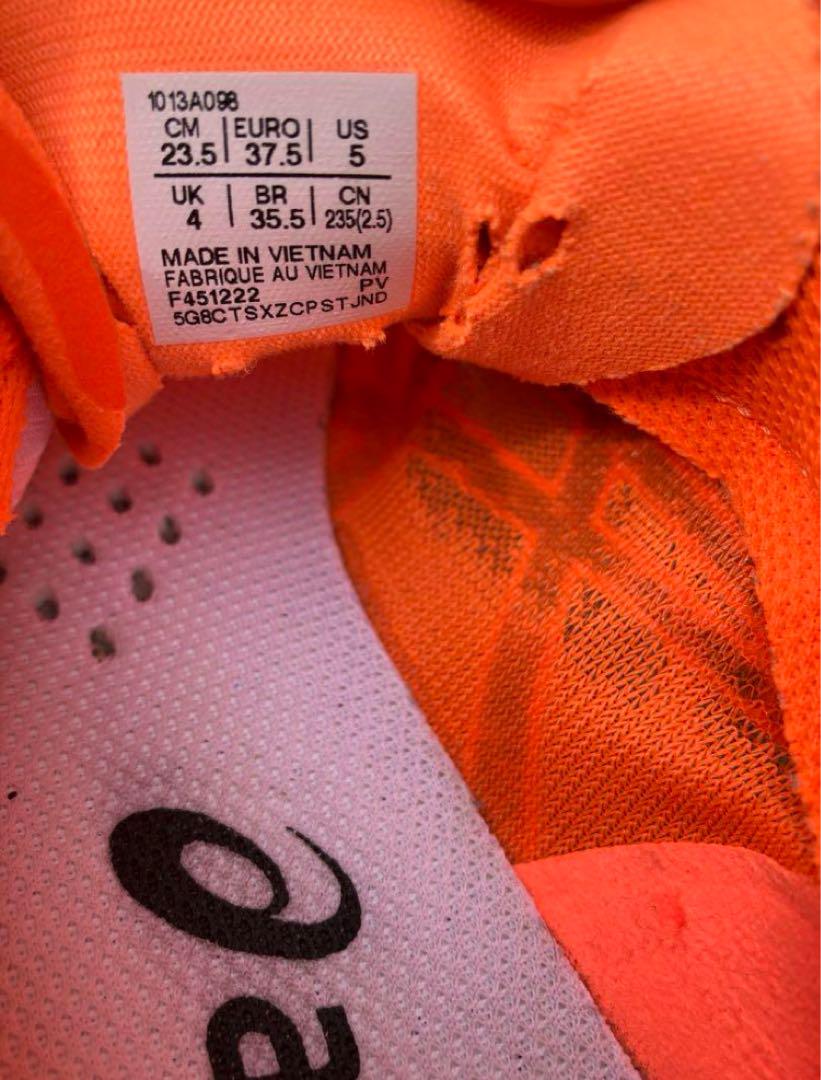 1013A098
CM | EURO | US
23.5 | 37.5 | 5
UK | BR | CN
4 | 35.5 | 235(2.5)
MADE IN VIETNAM
FABRIQUE AU VIETNAM
F451222 PV
5G8CTSXZCPSTJND
a